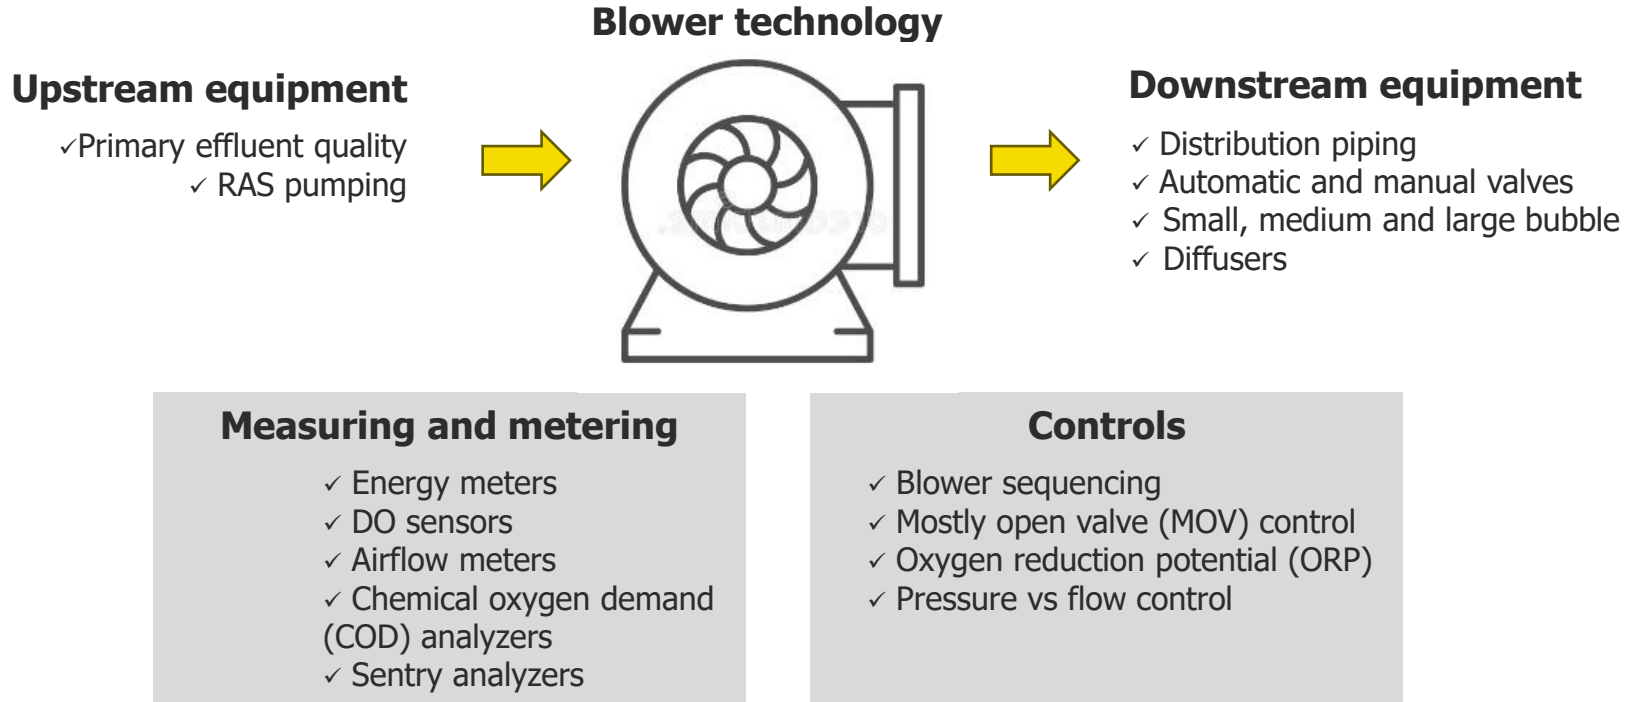 Blower technology
Upstream equipment
✓Primary effluent quality
✓ RAS pumping
Downstream equipment
✓ Distribution piping
✓ Automatic and manual valves
✓ Small, medium and large bubble
✓ Diffusers
Measuring and metering
✓ Energy meters
✓ DO sensors
✓ Airflow meters
✓ Chemical oxygen demand
(COD) analyzers
✓ Sentry analyzers
Controls
✓ Blower sequencing
✓ Mostly open valve (MOV) control
✓ Oxygen reduction potential (ORP)
✓ Pressure vs flow control